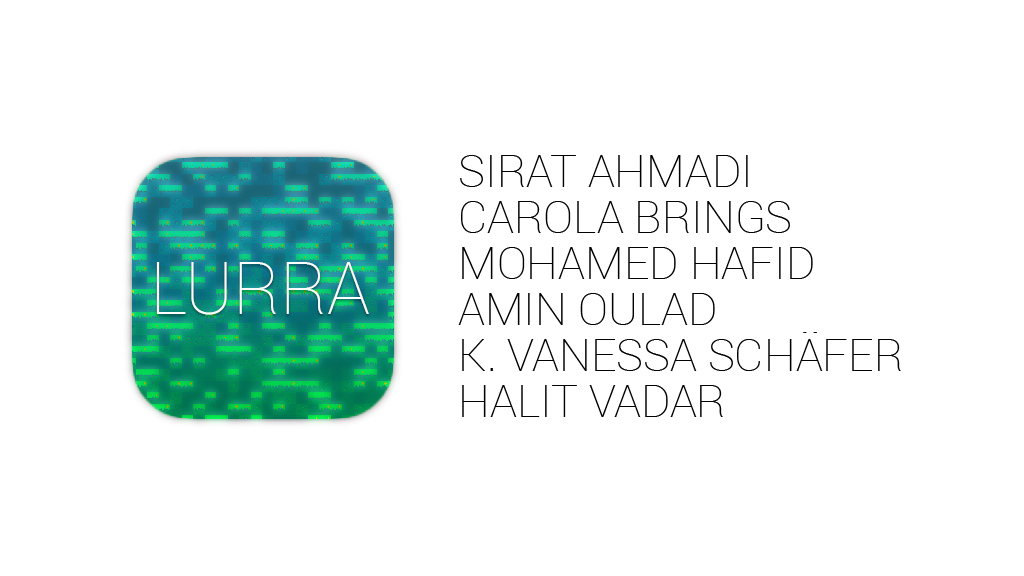 LURRA
SIRAT AHMADI
CAROLA BRINGS
MOHAMED HAFID
AMIN OULAD
K. VANESSA SCHÄFER
HALIT VADAR